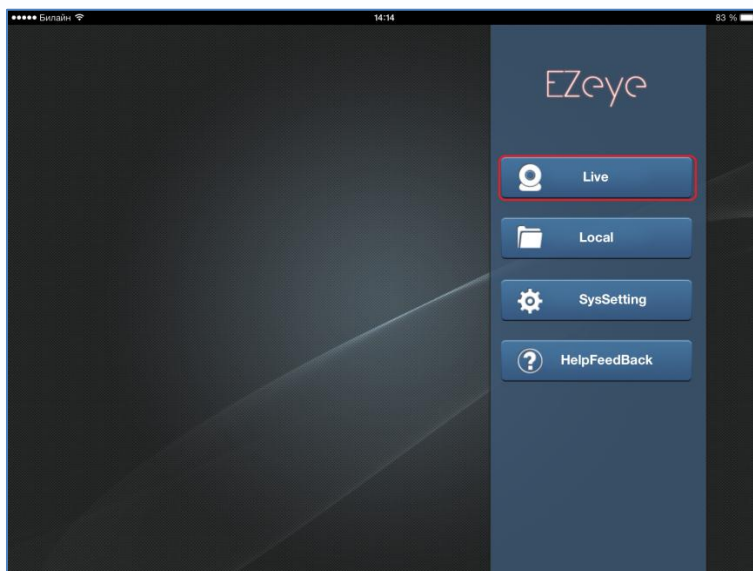 ●●●●● Билайн 14:14 83 %
EZeye
Live
Local
SysSetting
HelpFeedBack